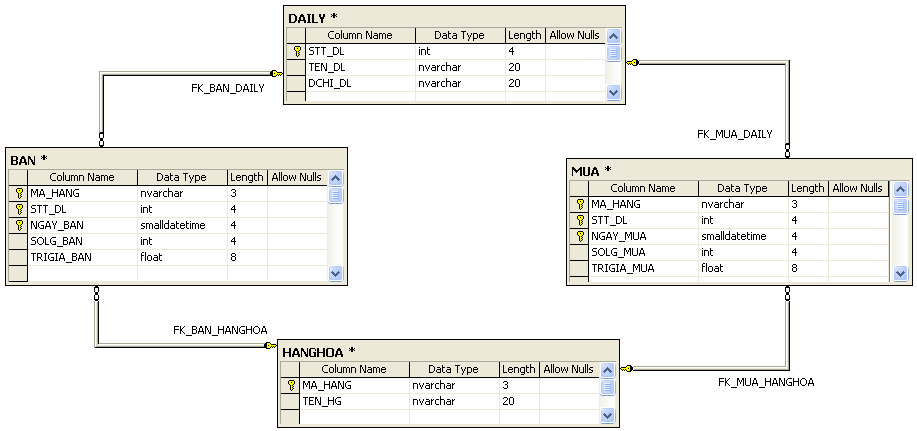 DAILY *
Column Name Data Type Length Allow Nulls
STT_DL int 4
TEN_DL nvarchar 20
DCHI_DL nvarchar 20
FK_BAN_DAILY
FK_MUA_DAILY
BAN *
Column Name Data Type Length Allow Nulls
MA_HANG nvarchar 3
STT_DL int 4
NGAY_BAN smalldatetime 4
SOLG_BAN int 4
TRIGIA_BAN float 8
MUA *
Column Name Data Type Length Allow Nulls
MA_HANG nvarchar 3
STT_DL int 4
NGAY_MUA smalldatetime 4
SOLG_MUA int 4
TRIGIA_MUA float 8
FK_BAN_HANGHOA
HANGHOA *
Column Name Data Type Length Allow Nulls
MA_HANG nvarchar 3
TEN_HG nvarchar 20
FK_MUA_HANGHOA